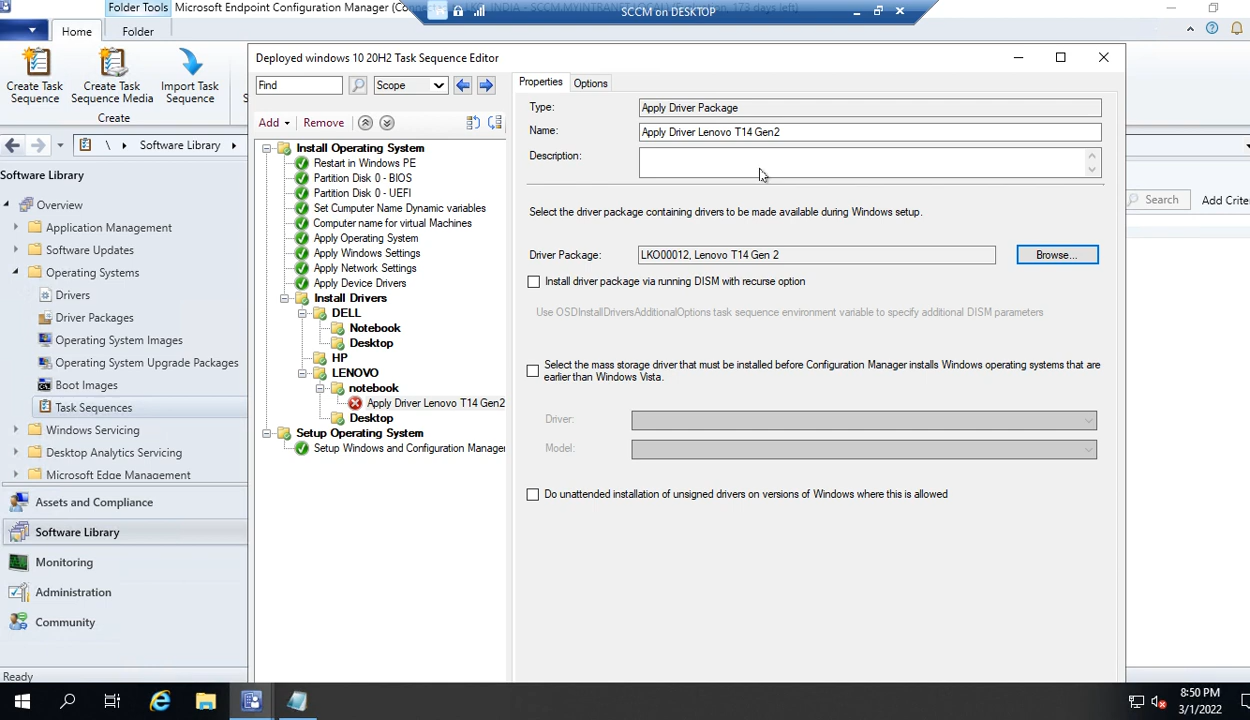 Folder Tools
Microsoft Endpoint Configuration Manager
SCCM on DESKTOP
173 days left)
Home
Folder
Create Task
Sequence
Create Task
Sequence Media
Import Task
Sequence
Create
\ Software Library
Software Library
Overview
Application Management
Software Updates
Operating Systems
Drivers
Driver Packages
Operating System Images
Operating System Upgrade Packages
Boot Images
Task Sequences
Windows Servicing
Desktop Analytics Servicing
Microsoft Edge Management
Assets and Compliance
Software Library
Monitoring
Administration
Community
Ready
Deployed windows 10 20H2 Task Sequence Editor
Find
Scope
Add
Remove
Install Operating System
Restart in Windows PE
Partition Disk 0 - BIOS
Partition Disk 0 - UEFI
Set Cumputer Name Dynamic variables
Computer name for virtual Machines
Apply Operating System
Apply Windows Settings
Apply Network Settings
Apply Device Drivers
Install Drivers
DELL
Notebook
Desktop
HP
LENOVO
notebook
Apply Driver Lenovo T14 Gen2
Desktop
Setup Operating System
Setup Windows and Configuration Manager
Properties
Options
Type:
Apply Driver Package
Name:
Apply Driver Lenovo T14 Gen2
Description:
Select the driver package containing drivers to be made available during Windows setup.
Driver Package:
LKO00012, Lenovo T14 Gen 2
Browse...
Install driver package via running DISM with recurse option
Use OSDInstallDriversAdditionalOptions task sequence environment variable to specify additional DISM parameters
Select the mass storage driver that must be installed before Configuration Manager installs Windows operating systems that are
earlier than Windows Vista.
Driver:
Model:
Do unattended installation of unsigned drivers on versions of Windows where this is allowed
Search
Add Crite
8:50 PM
3/1/2022